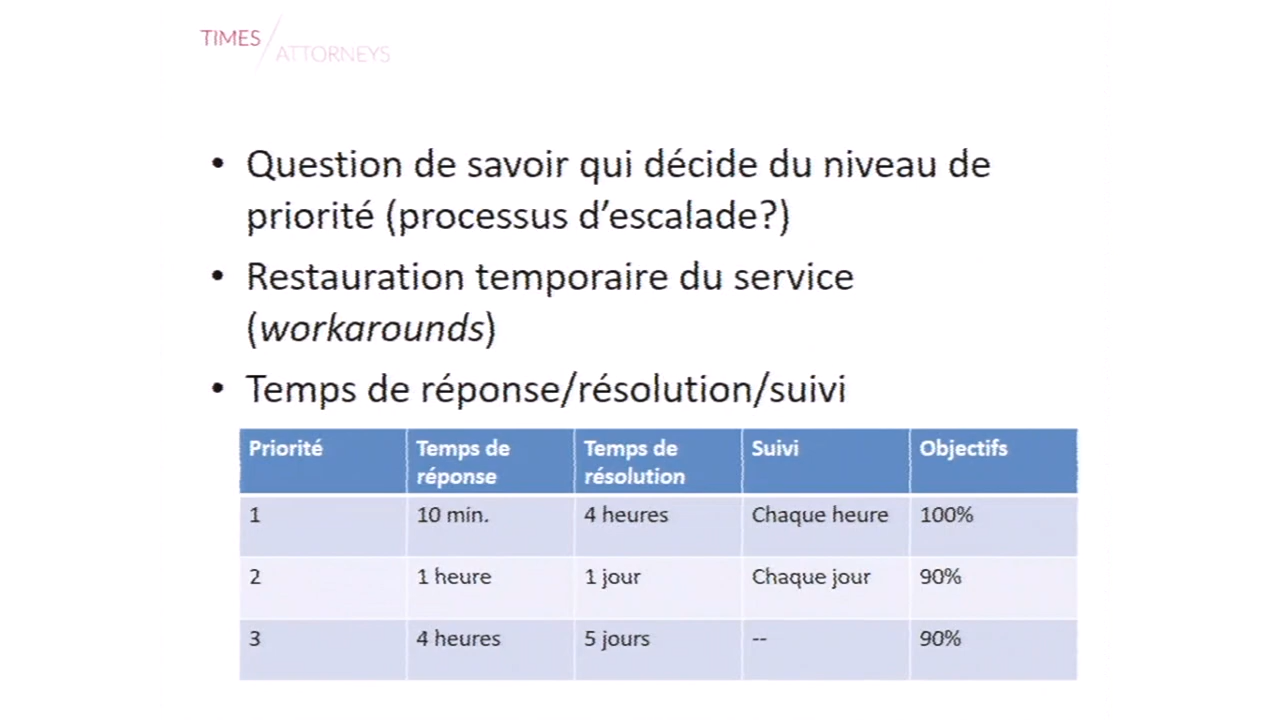 TIMES
ATTORNEYS
• Question de savoir qui décide du niveau de
priorité (processus d’escalade?)
• Restauration temporaire du service
(workarounds)
• Temps de réponse/résolution/suivi
Priorité Temps de réponse Temps de résolution Suivi Objectifs
1 10 min. 4 heures Chaque heure 100%
2 1 heure 1 jour Chaque jour 90%
3 4 heures 5 jours -- 90%